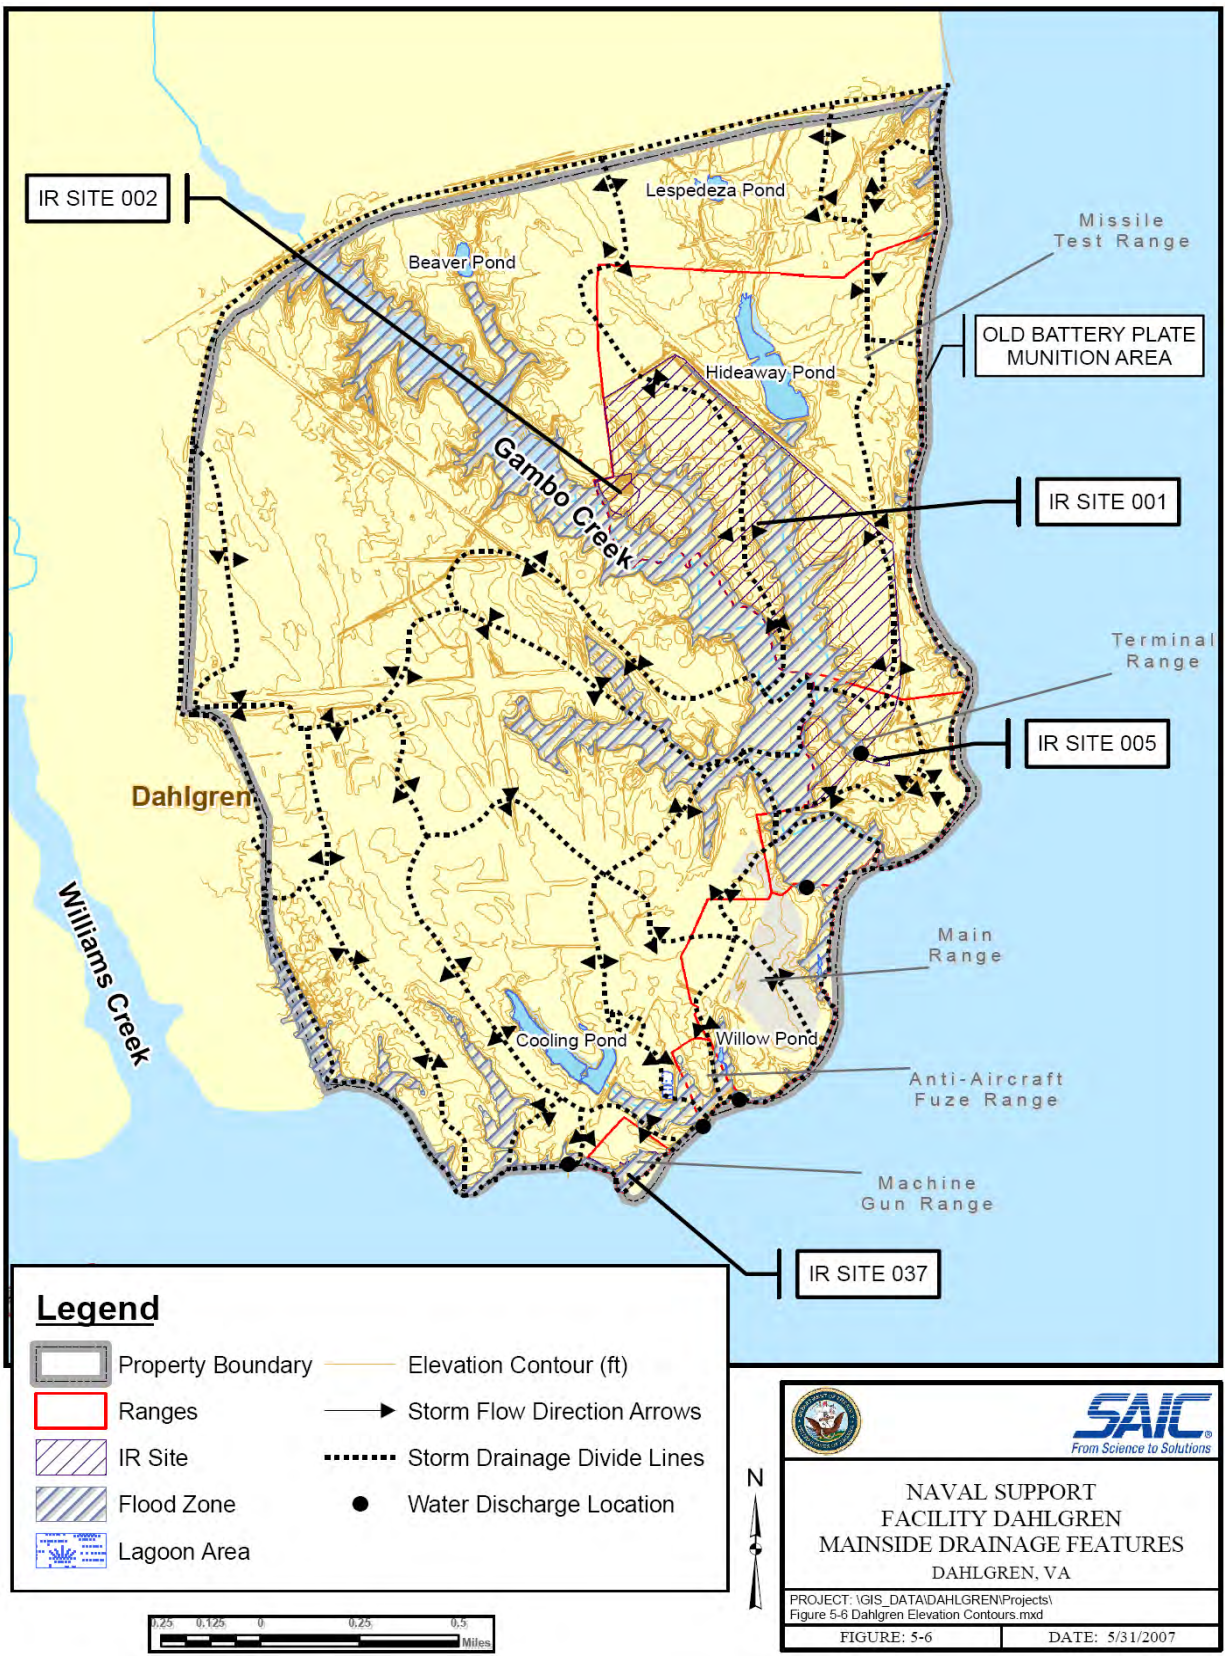 IR SITE 002
Lespedeza Pond
Beaver Pond
Missile
Test Range
OLD BATTERY PLATE
MUNITION AREA
Hideaway Pond
Gambo Creek
IR SITE 001
Terminal
Range
IR SITE 005
Dahlgren
Williams Creek
Main
Range
Cooling Pond
Willow Pond
Anti-Aircraft
Fuze Range
Machine
Gun Range
IR SITE 037
Legend
Property Boundary
Ranges
IR Site
Flood Zone
Lagoon Area
Elevation Contour (ft)
Storm Flow Direction Arrows
Storm Drainage Divide Lines
Water Discharge Location
0.25 0.125 0 0.25 0.5
Miles
N
SAIC
From Science to Solutions
NAVAL SUPPORT
FACILITY DAHLGREN
MAINSIDE DRAINAGE FEATURES
DAHLGREN, VA
PROJECT: \GIS_DATA\DAHLGREN\Projects\
Figure 5-6 Dahlgren Elevation Contours.mxd
FIGURE: 5-6
DATE: 5/31/2007